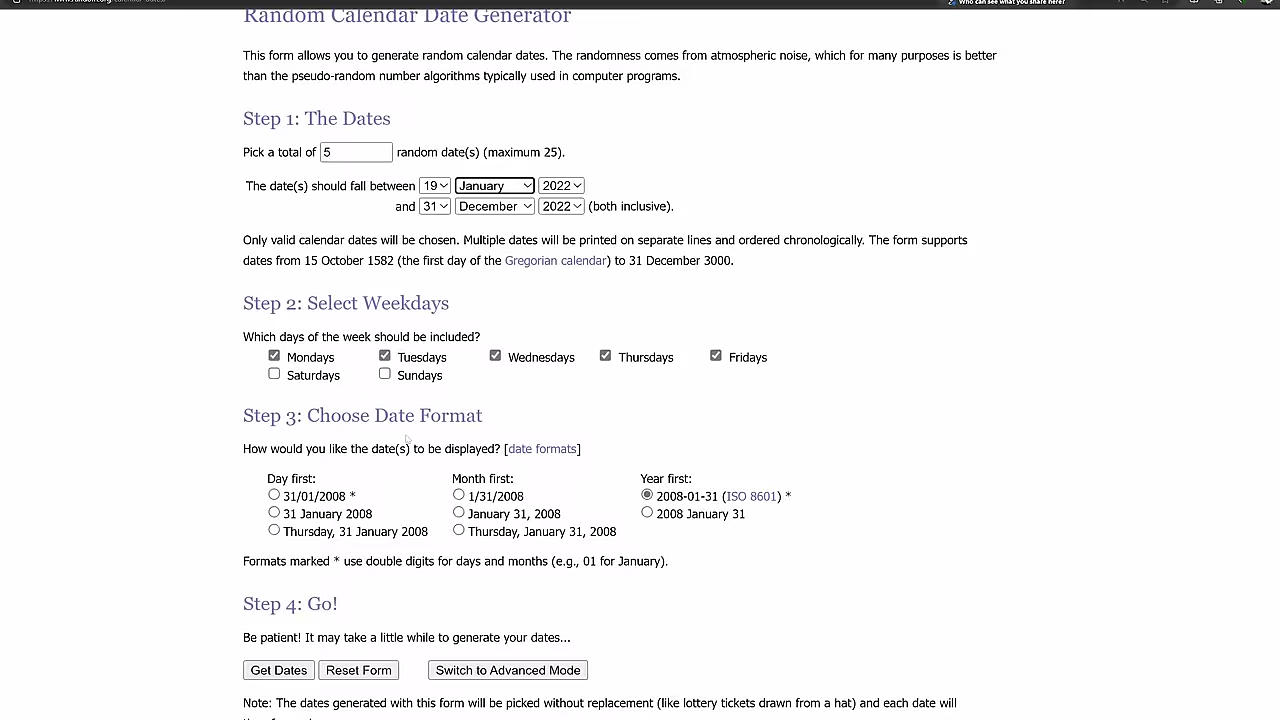 Who can see what you share here?
Random Calendar Date Generator
This form allows you to generate random calendar dates. The randomness comes from atmospheric noise, which for many purposes is better
than the pseudo-random number algorithms typically used in computer programs.
Step 1: The Dates
Pick a total of 5 random date(s) (maximum 25).
The date(s) should fall between 19 January 2022
and 31 December 2022 (both inclusive).
Only valid calendar dates will be chosen. Multiple dates will be printed on separate lines and ordered chronologically. The form supports
dates from 15 October 1582 (the first day of the Gregorian calendar) to 31 December 3000.
Step 2: Select Weekdays
Which days of the week should be included?
Mondays Tuesdays Wednesdays Thursdays Fridays
Saturdays Sundays
Step 3: Choose Date Format
How would you like the date(s) to be displayed? [date formats]
Day first: Month first: Year first:
31/01/2008 * 1/31/2008 2008-01-31 (ISO 8601) *
31 January 2008 January 31, 2008 2008 January 31
Thursday, 31 January 2008 Thursday, January 31, 2008
Formats marked * use double digits for days and months (e.g., 01 for January).
Step 4: Go!
Be patient! It may take a little while to generate your dates...
Get Dates Reset Form Switch to Advanced Mode
Note: The dates generated with this form will be picked without replacement (like lottery tickets drawn from a hat) and each date will